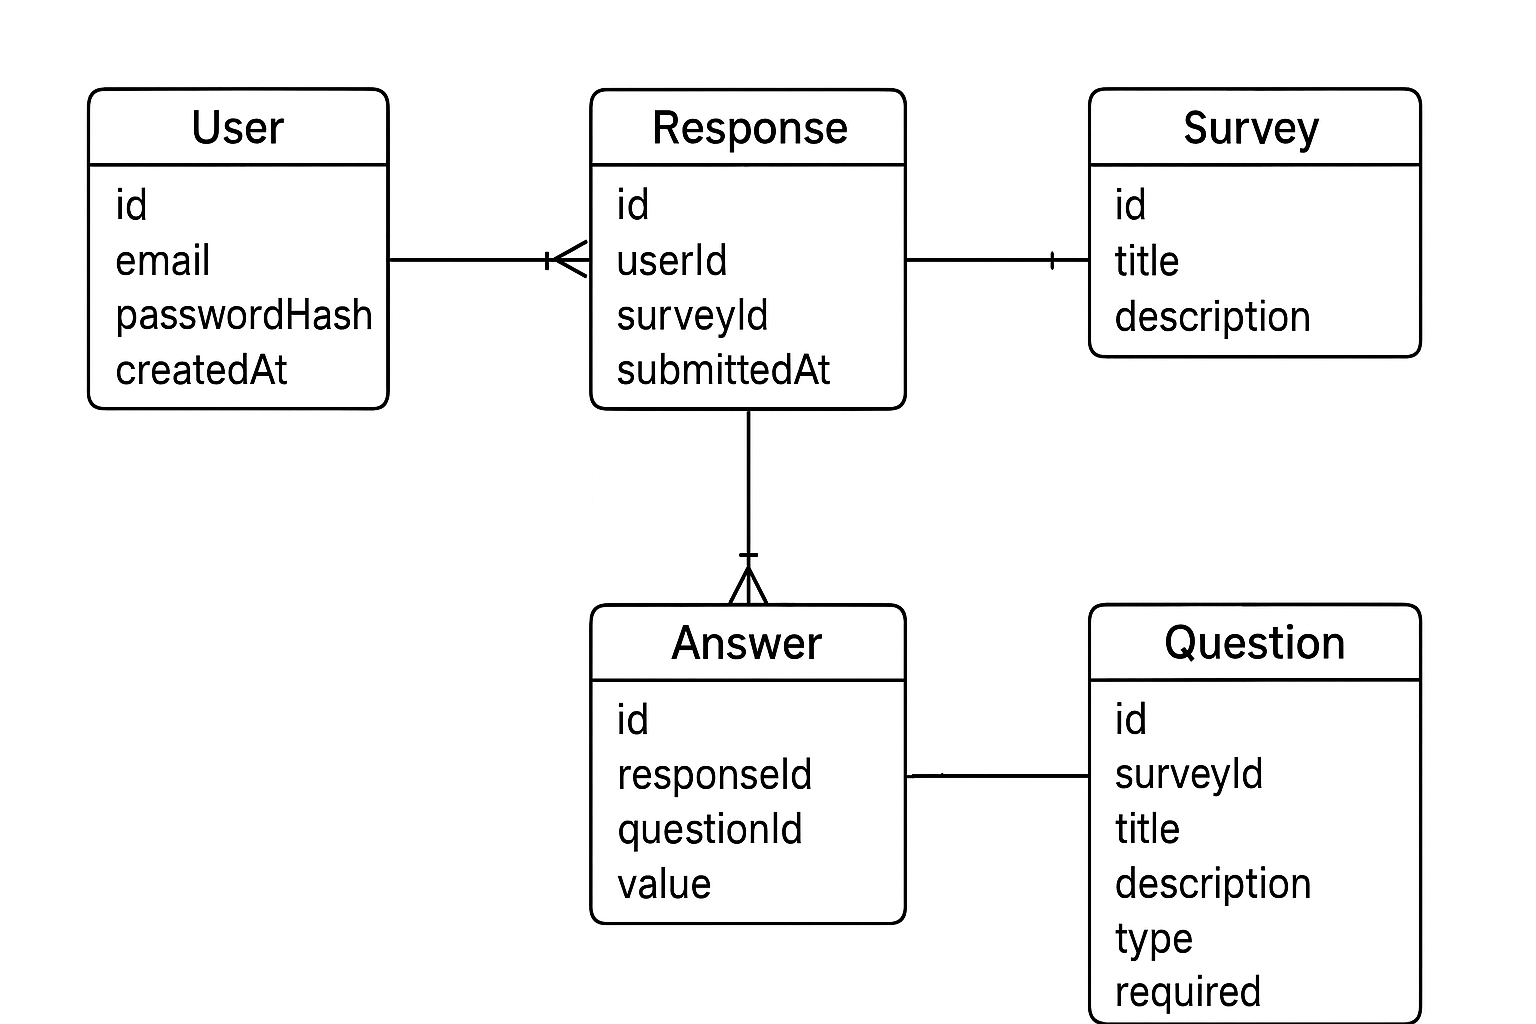 User
id
email
passwordHash
createdAt
Response
id
userId
surveyId
submittedAt
Survey
id
title
description
Answer
id
responseId
questionId
value
Question
id
surveyId
title
description
type
required